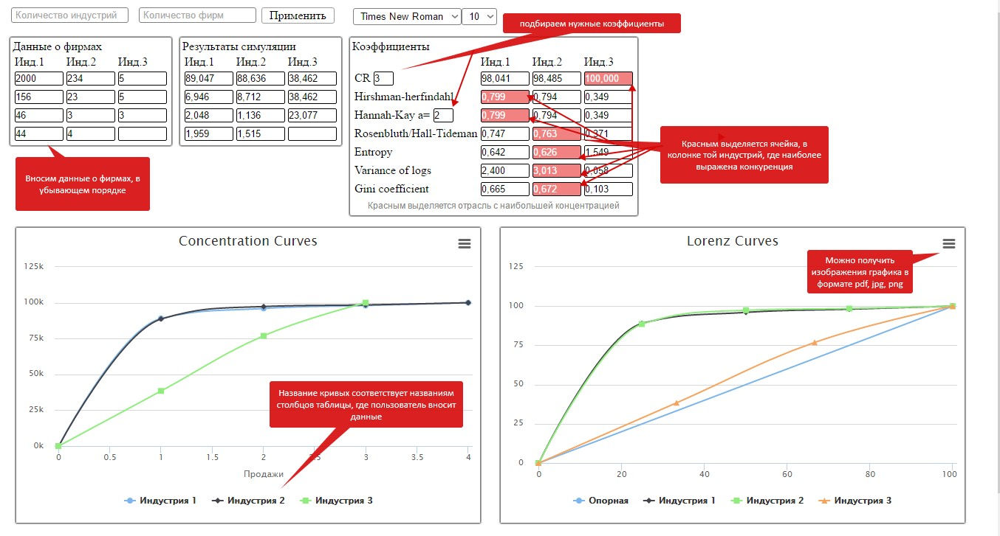 Количество индустрий Количество фирм Применить Times New Roman 10
подбираем нужные коэффициенты
Данные о фирмах
Инд.1 Инд.2 Инд.3
2000 234 5
156 23 5
46 3 3
44 4
Вносим данные о фирмах, в
убывающем порядке
Результаты симуляции
Инд.1 Инд.2 Инд.3
89,047 88,636 38,462
6,946 8,712 38,462
2,048 1,136 23,077
1,959 1,515
Коэффициенты
Инд.1 Инд.2 Инд.3
CR 3 98,041 98,485 100,000
Hirshman-herfindahl 0,799 0,794 0,349
Hannah-Kay a= 2 0,799 0,794 0,349
Rosenbluth/Hall-Tideman 0,747 0,763 0,371
Entropy 0,642 0,626 1,549
Variance of logs 2,400 3,013 0,058
Gini coefficient 0,665 0,672 0,103
Красным выделяется отрасль с наибольшей концентрацией
Красным выделяется ячейка, в
колонке той индустрий, где наиболее
выражена конкуренция
Concentration Curves
125k
100k
75k
50k
25k
0k
0 0.5 1 1.5 2 2.5 3 3.5 4
Продажи
Название кривых соответствует названиям
столбцов таблицы, где пользователь вносит
данные
Индустрия 1 Индустрия 2 Индустрия 3
Lorenz Curves
Можно получить
изображения графика в
формате pdf, jpg, png
125
100
75
50
25
0
0 20 40 60 80 100
Опорная Индустрия 1 Индустрия 2 Индустрия 3